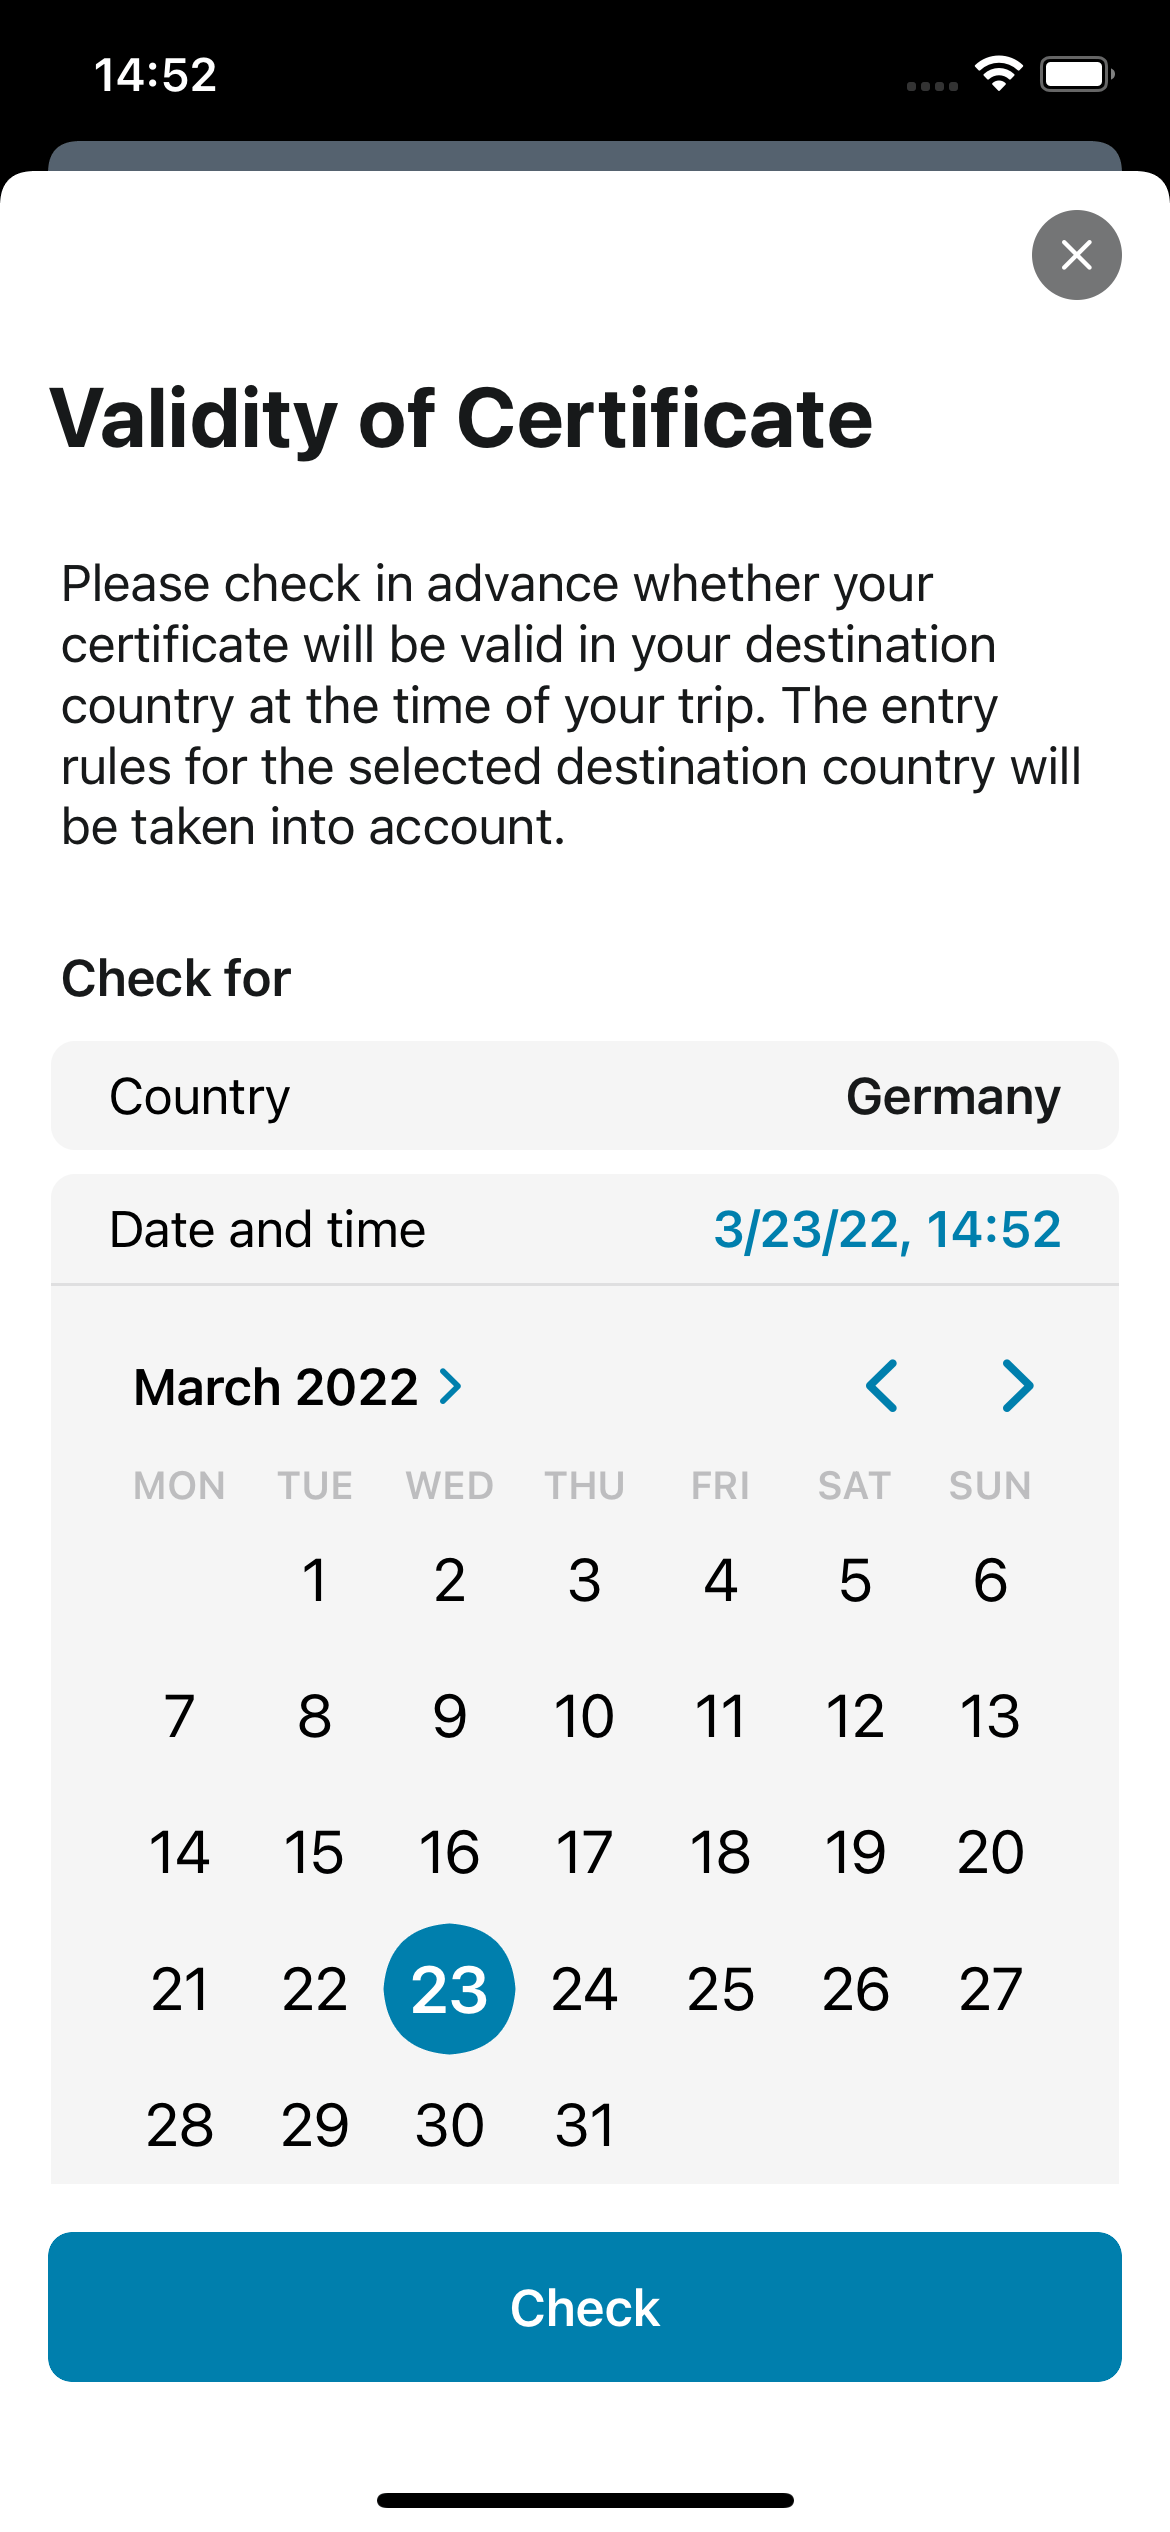 14:52
Validity of Certificate
Please check in advance whether your
certificate will be valid in your destination
country at the time of your trip. The entry
rules for the selected destination country will
be taken into account.
Check for
Country Germany
Date and time 3/23/22, 14:52
March 2022
MON TUE WED THU FRI SAT SUN
1 2 3 4 5 6
7 8 9 10 11 12 13
14 15 16 17 18 19 20
21 22 23 24 25 26 27
28 29 30 31
Check